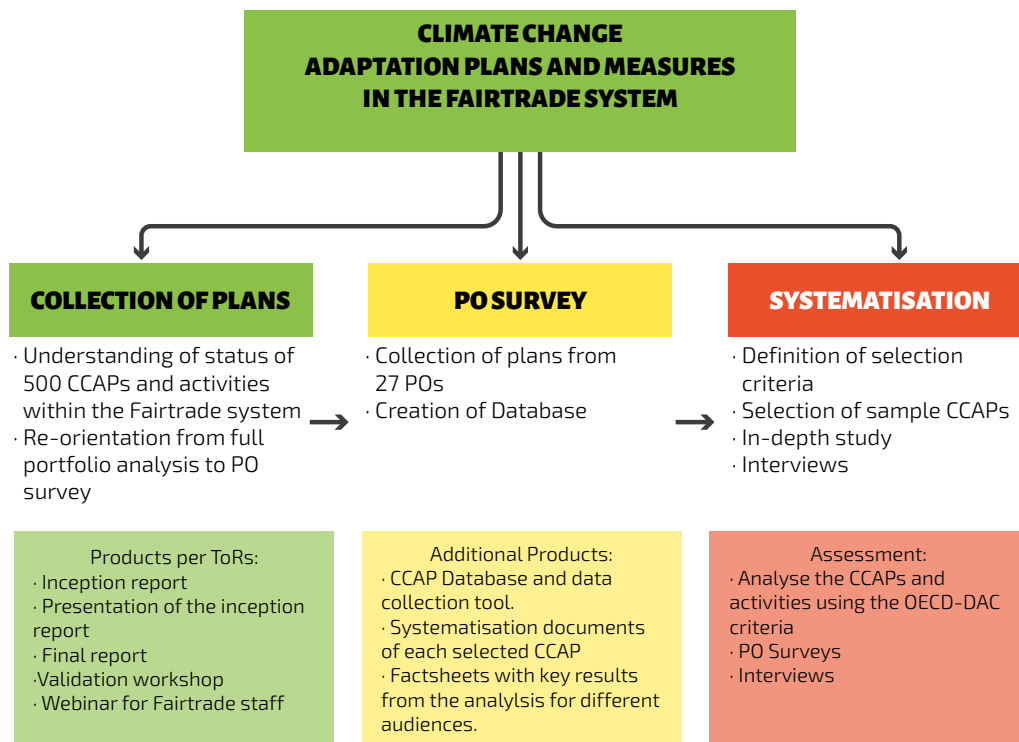 CLIMATE CHANGE
ADAPTATION PLANS AND MEASURES
IN THE FAIRTRADE SYSTEM
COLLECTION OF PLANS
· Understanding of status of
500 CCAPs and activities
within the Fairtrade system
· Re-orientation from full
portfolio analysis to PO
survey
PO SURVEY
· Collection of plans from
27 POs
· Creation of Database
SYSTEMATISATION
· Definition of selection
criteria
· Selection of sample CCAPs
· In-depth study
· Interviews
Products per ToRs:
· Inception report
· Presentation of the inception
report
· Final report
·Validation workshop
· Webinar for Fairtrade staff
Additional Products:
· CCAP Database and data
collection tool.
· Systematisation documents
of each selected CCAP
· Factsheets with key results
from the analylsis for different
audiences.
Assessment:
· Analyse the CCAPs and
activities using the OECD-DAC
criteria
· PO Surveys
· Interviews